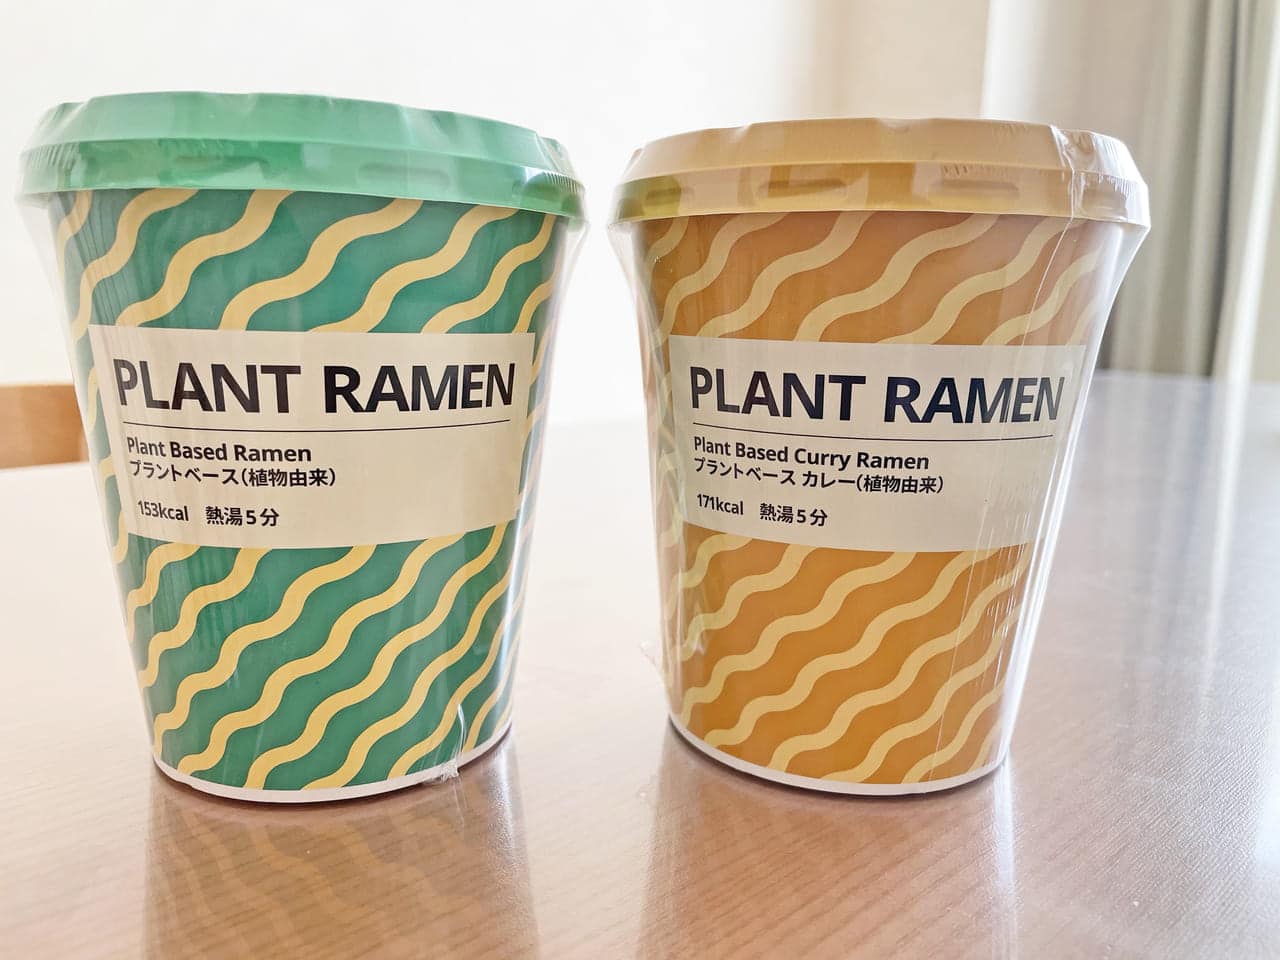 PLANT RAMEN
Plant Based Ramen
プラントベース（植物由来）
153kcal 熱湯5分
PLANT RAMEN
Plant Based Curry Ramen
プラントベース カレー（植物由来）
171kcal 熱湯5分